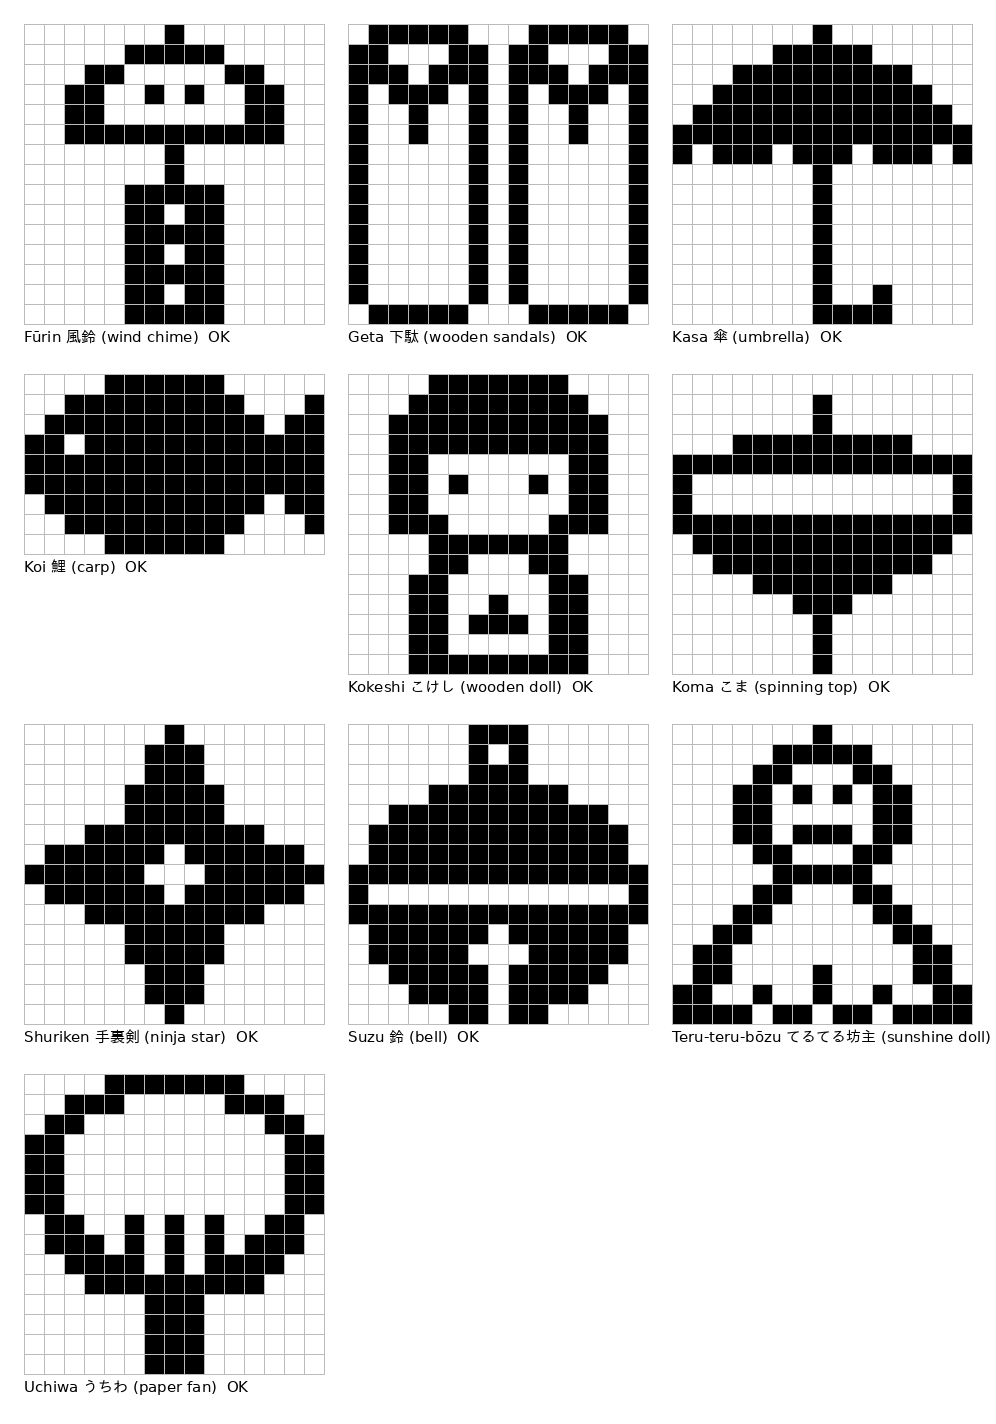 Fūrin 風鈴 (wind chime)  OK
Geta 下駄 (wooden sandals)  OK
Kasa 傘 (umbrella)  OK
Koi 鯉 (carp)  OK
Kokeshi こけし (wooden doll)  OK
Koma こま (spinning top)  OK
Shuriken 手裏剣 (ninja star)  OK
Suzu 鈴 (bell)  OK
Teru-teru-bōzu てるてる坊主 (sunshine doll)
Uchiwa うちわ (paper fan)  OK